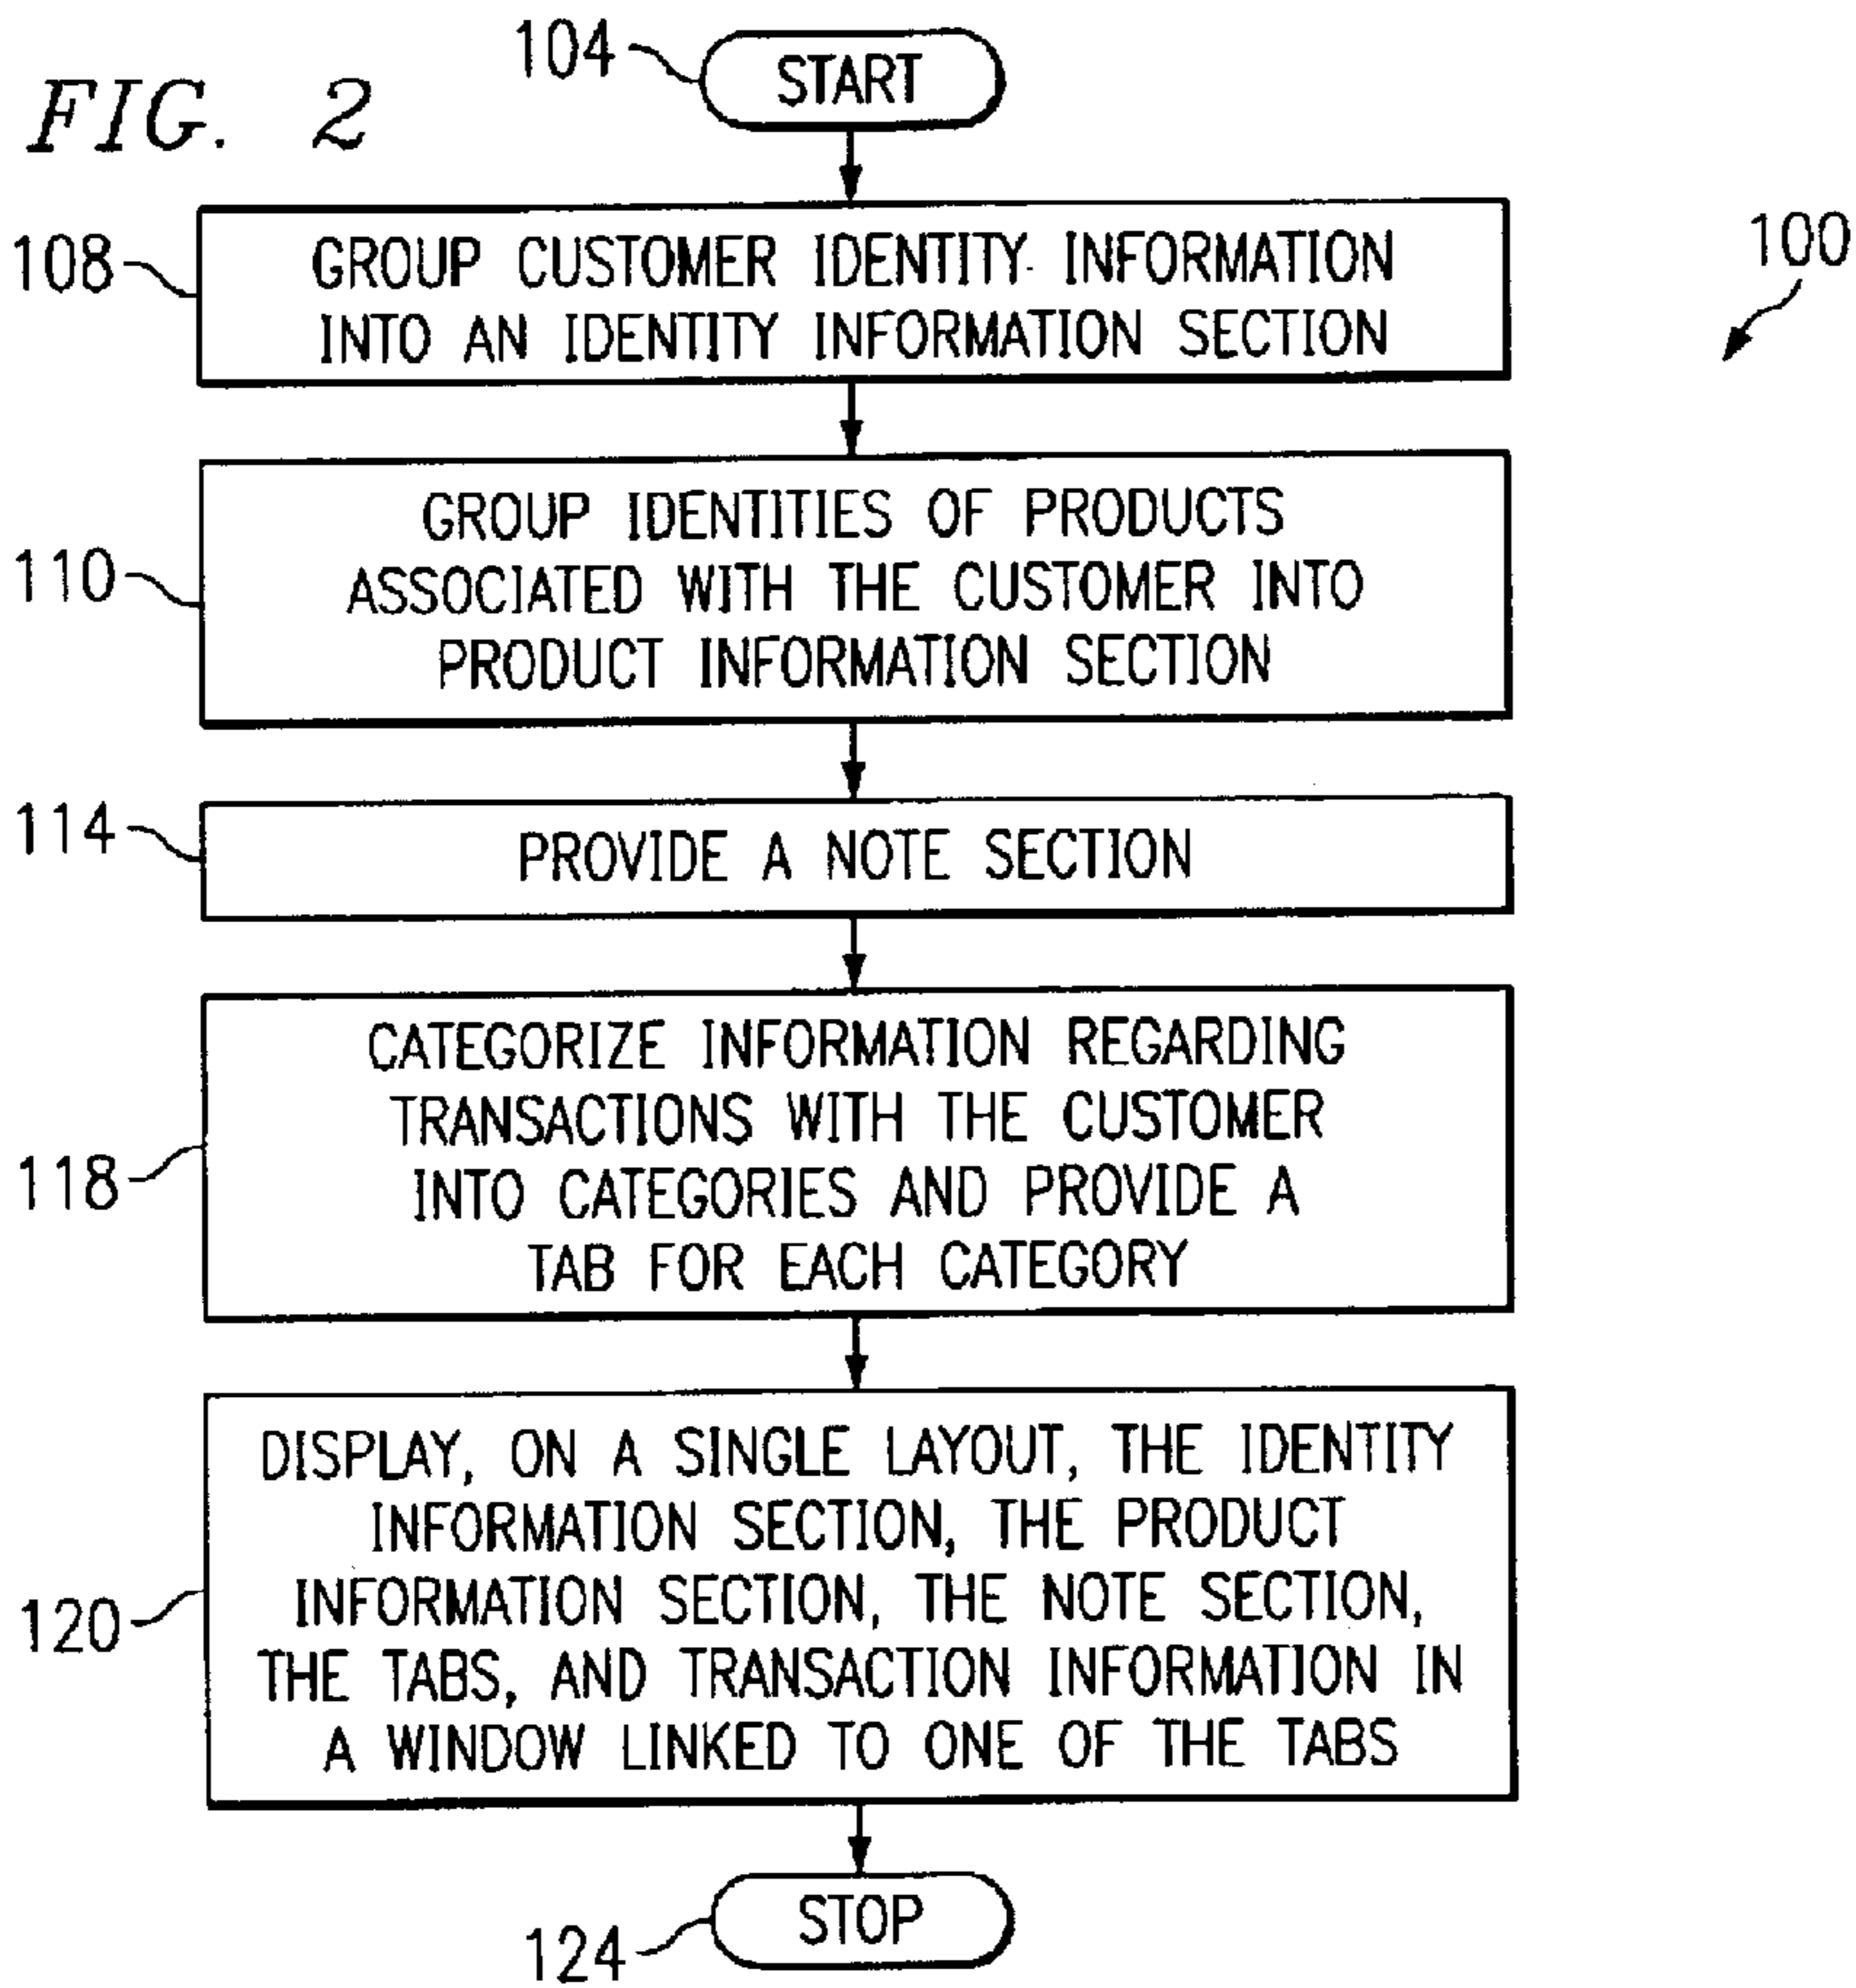 FIG. 2
104
START
108
GROUP CUSTOMER IDENTITY INFORMATION
INTO AN IDENTITY INFORMATION SECTION
100
110
GROUP IDENTITIES OF PRODUCTS
ASSOCIATED WITH THE CUSTOMER INTO
PRODUCT INFORMATION SECTION
114
PROVIDE A NOTE SECTION
118
CATEGORIZE INFORMATION REGARDING
TRANSACTIONS WITH THE CUSTOMER
INTO CATEGORIES AND PROVIDE A
TAB FOR EACH CATEGORY
120
DISPLAY, ON A SINGLE LAYOUT, THE IDENTITY
INFORMATION SECTION, THE PRODUCT
INFORMATION SECTION, THE NOTE SECTION,
THE TABS, AND TRANSACTION INFORMATION IN
A WINDOW LINKED TO ONE OF THE TABS
124
STOP